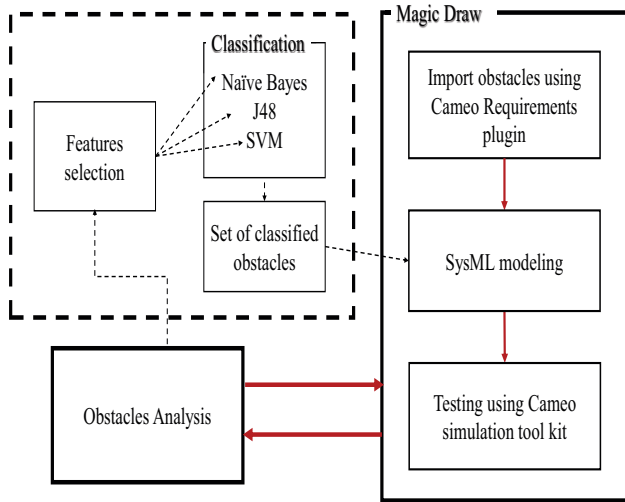 Classification
Naïve Bayes
J48
SVM
Features
selection
Set of classified
obstacles
Obstacles Analysis
Magic Draw
Import obstacles using
Cameo Requirements
plugin
SysML modeling
Testing using Cameo
simulation tool kit